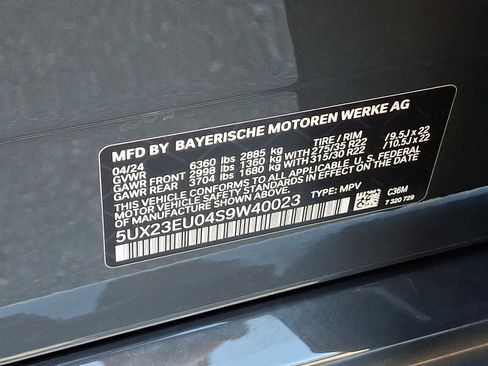 MFD BY BAYERISCHE MOTOREN WERKE AG
04/24 TIRE / RIM
GVWR 6360 lbs 2885 kg
GAWR FRONT 2998 lbs 1360 kg WITH 275/35 R22 /9.5J x 22
GAWR REAR 3704 lbs 1680 kg WITH 315/30 R22 /10.5J x 22
THIS VEHICLE CONFORMS TO ALL APPLICABLE U.S. FEDERAL
MOTOR VEHICLE SAFETY STANDARDS IN EFFECT ON THE DATE
OF MANUFACTURE SHOWN ABOVE.
5UX23EU04S9W40023 TYPE: MPV C36M
7 320 729